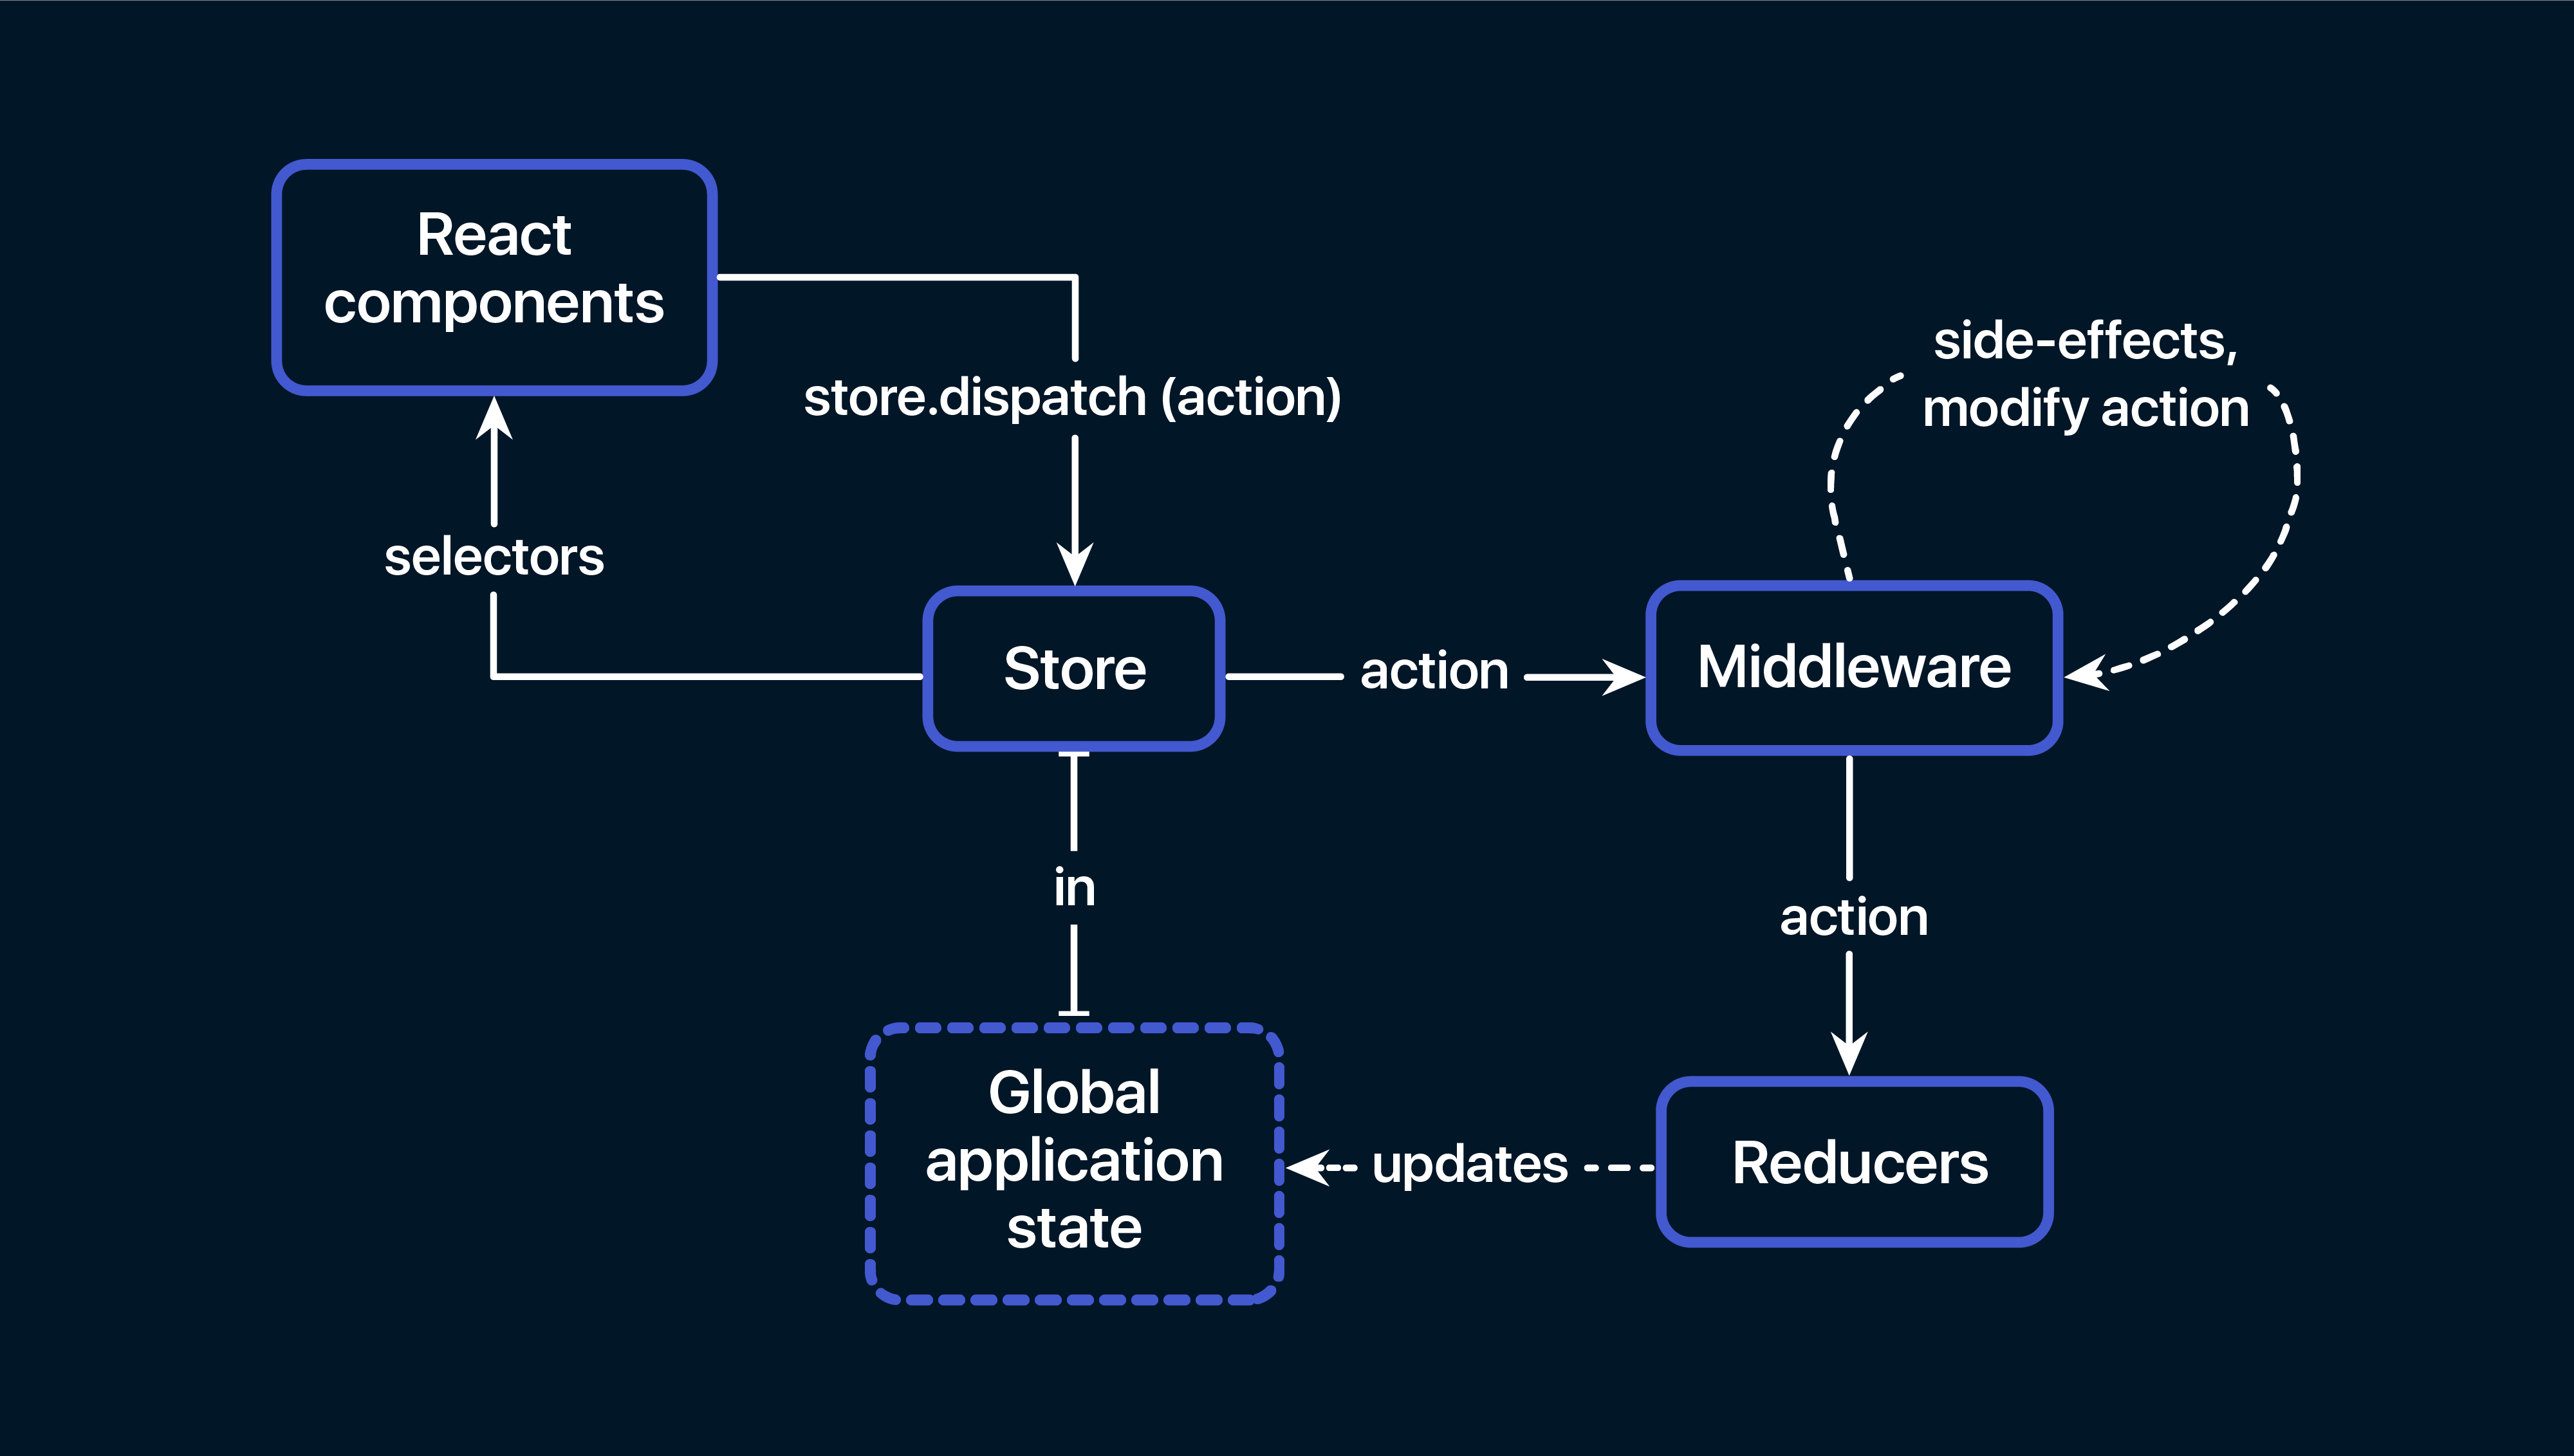 React
components
side-effects,
modify action
store.dispatch (action)
selectors
Store
action
Middleware
in
action
Global
application
state
updates
Reducers